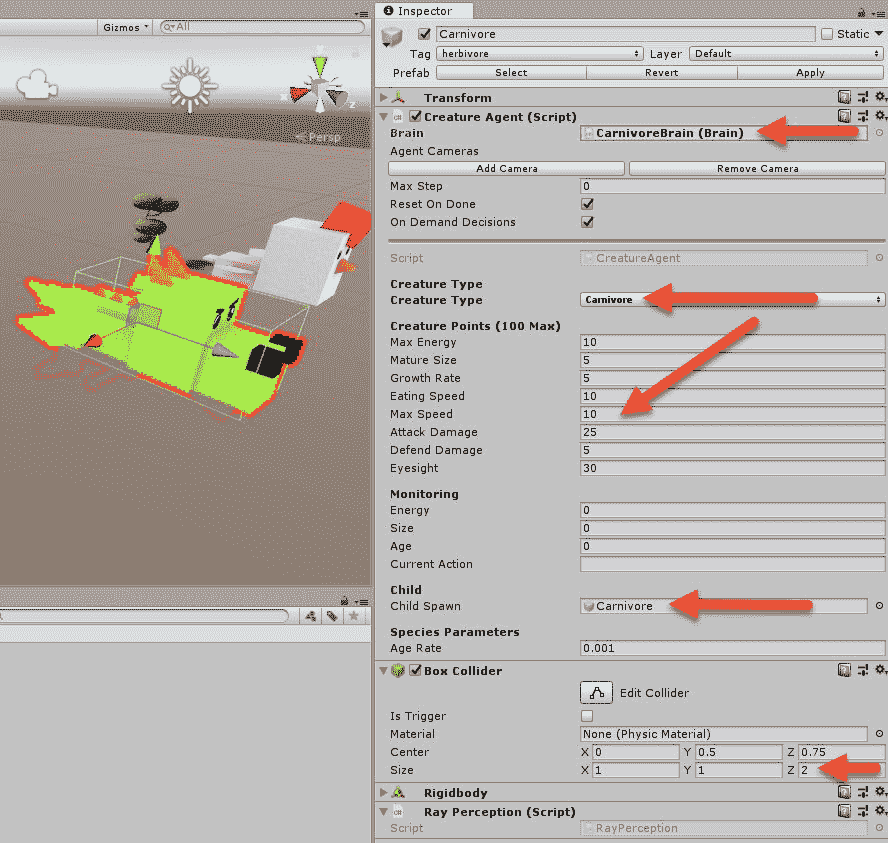 Gizmos
All
x
z
Persp
Inspector
Carnivore
Static
Tag herbivore Layer Default
Prefab Select Revert Apply
Transform
Creature Agent (Script)
Brain CarnivoreBrain (Brain)
Agent Cameras
Add Camera Remove Camera
Max Step 0
Reset On Done
On Demand Decisions
Script CreatureAgent
Creature Type
Creature Type Carnivore
Creature Points (100 Max)
Max Energy 10
Mature Size 5
Growth Rate 5
Eating Speed 10
Max Speed 10
Attack Damage 25
Defend Damage 5
Eyesight 30
Monitoring
Energy 0
Size 0
Age 0
Current Action
Child
Child Spawn Carnivore
Species Parameters
Age Rate 0.001
Box Collider
Edit Collider
Is Trigger
Material None (Physic Material)
Center X 0 Y 0.5 Z 0.75
Size X 1 Y 1 Z 2
Rigidbody
Ray Perception (Script)
Script RayPerception